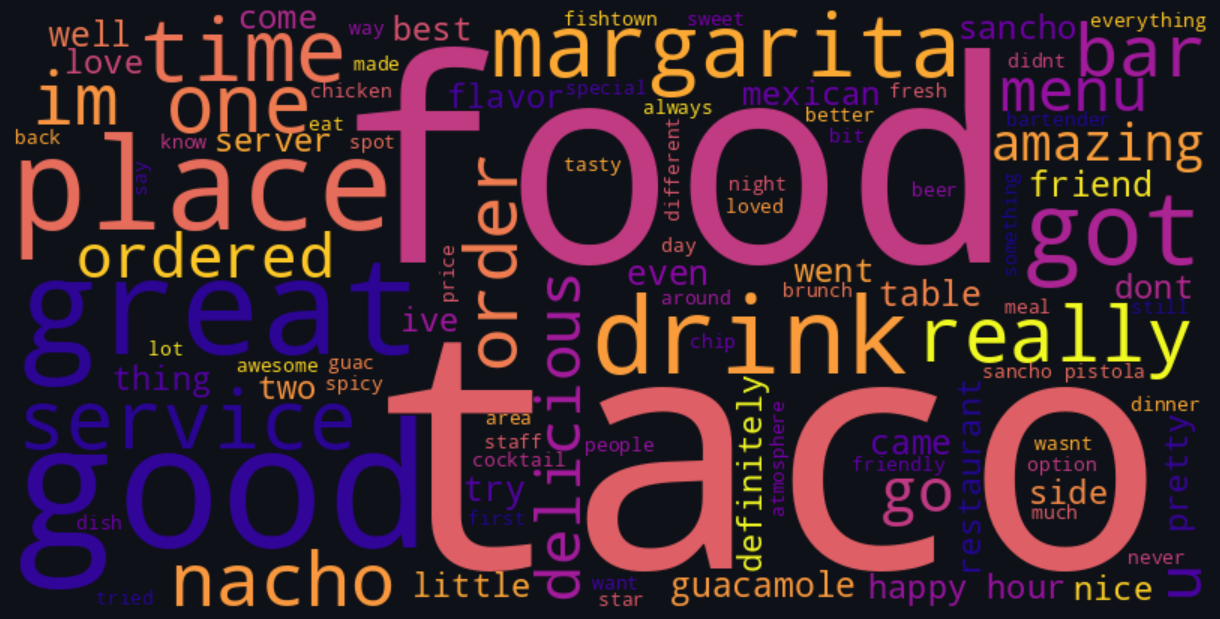 come
way
best
fishtown
sweet
sancho
everything
well
time
margarita
bar
love
made
didnt
im
one
chicken
flavor
special
mexican
fresh
menu
always
better
bartender
back
know
server
eat
spot
bit
amazing
place
food
say
different
tasty
night
loved
beer
something
friend
got
order
day
ordered
price
even
went
brunch
table
dont
great
ive
around
meal
still
drink
really
chip
lot
awesome
guac
thing
two
spicy
sancho pistola
delicious
service
taco
area
staff
cocktail
people
definitely
atmosphere
came
friendly
restaurant
wasnt
option
side
much
dinner
pretty
good
try
go
first
dish
never
nacho
little
want
star
guacamole
happy hour
nice
u
tried